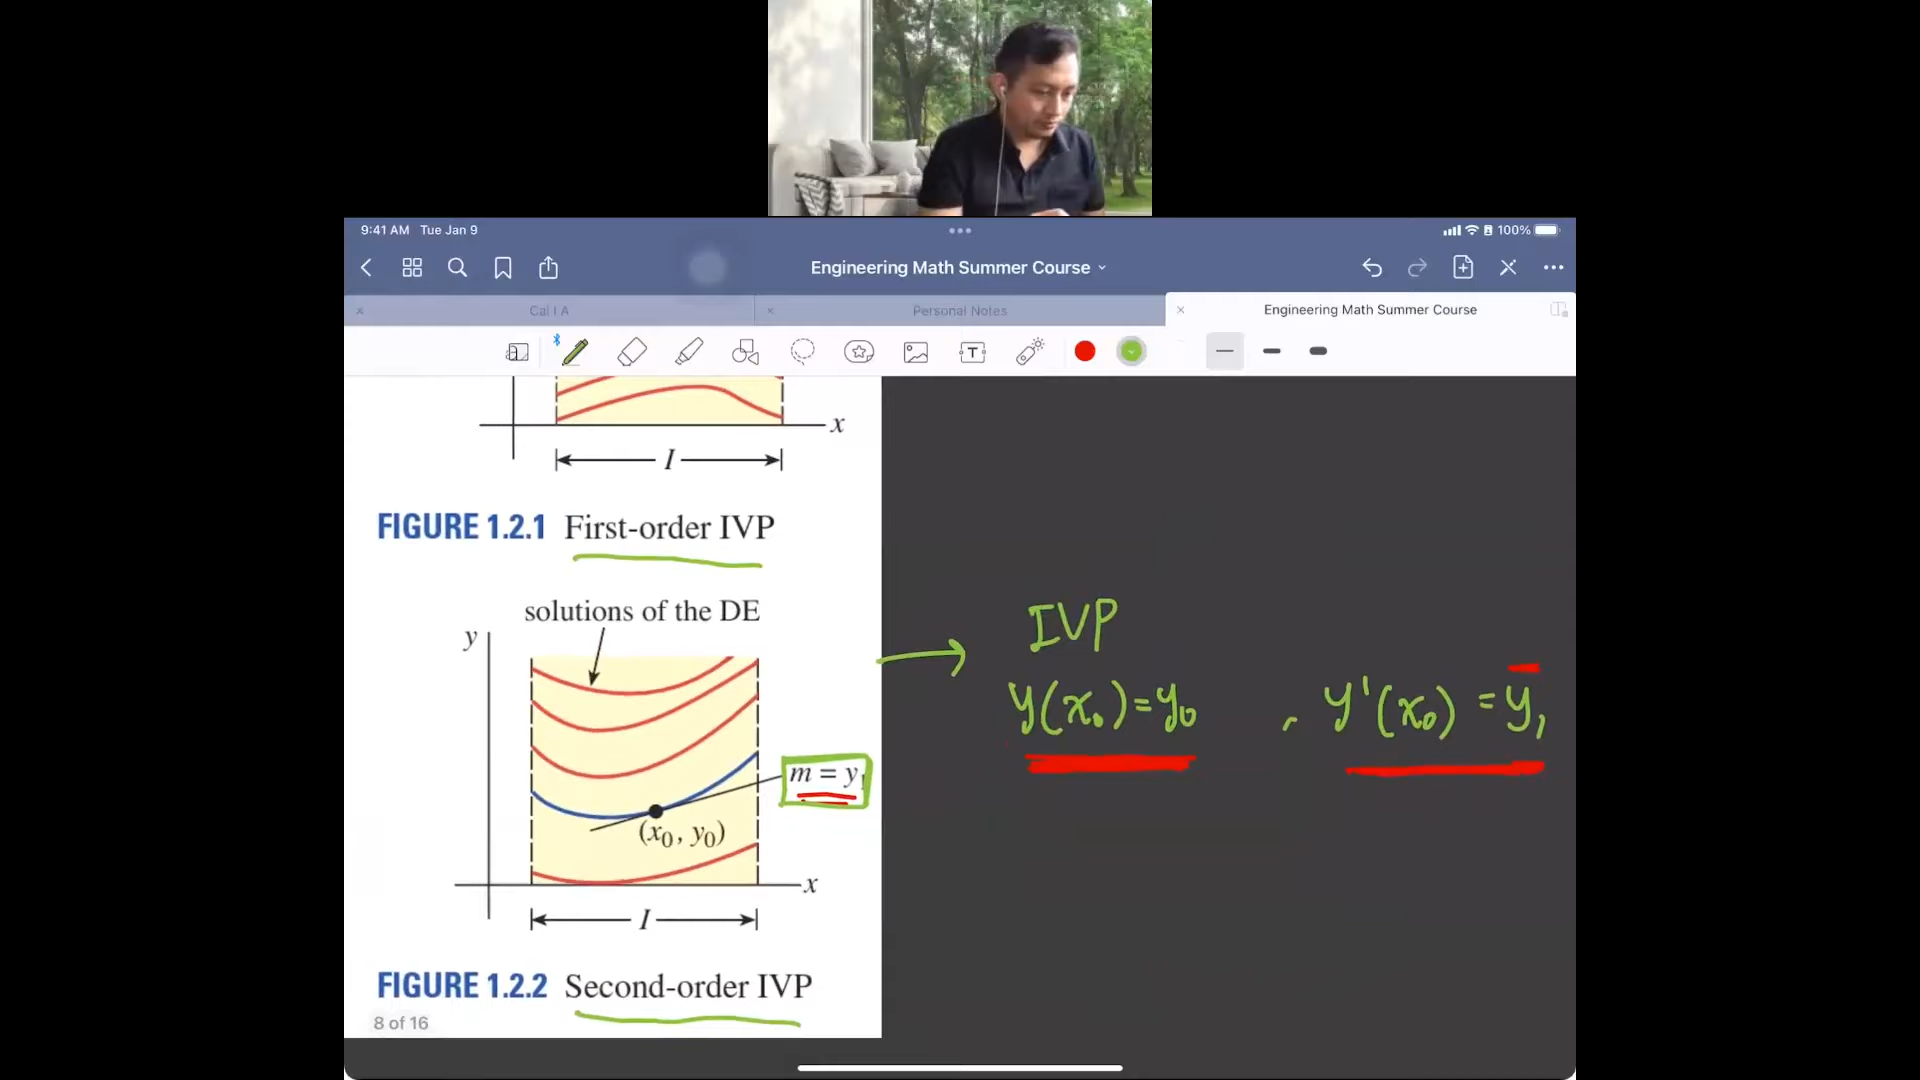 9:41 AM Tue Jan 9
100%
Engineering Math Summer Course
Cal I A
Personal Notes
Engineering Math Summer Course
T
x
I
FIGURE 1.2.1 First-order IVP
solutions of the DE
y
m = y₁
(x₀, y₀)
x
I
FIGURE 1.2.2 Second-order IVP
8 of 16
IVP
y(x₀)=y₀ , y'(x₀) = y₁